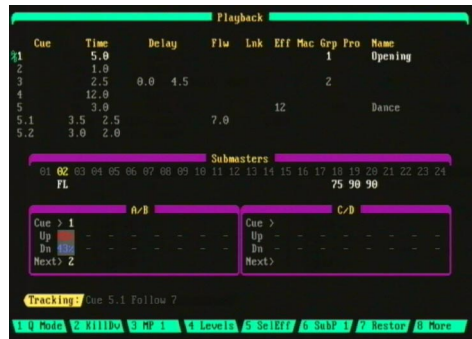 Playback
Cue Time Delay Flw Lnk Eff Mac Grp Pro Name
1 5.0 1 Opening
2 1.0
3 2.5 0.0 4.5 2
4 12.0
5 3.0 12 Dance
5.1 3.5 2.5 7.0
5.2 3.0 2.0
Submasters
01 02 03 04 05 06 07 08 09 10 11 12 13 14 15 16 17 18 19 20 21 22 23 24
FL 75 90 90
A/B C/D
Cue > 1 Cue >
Up - - - - - - Up - - - - - - -
Dn - - - - - - Dn - - - - - - -
Next> 2 Next>
Tracking: Cue 5.1 Follow 7
1 Q Mode 2 KillDv 3 MP 1 4 Levels 5 SelEff 6 SubP 1 7 Restor 8 More